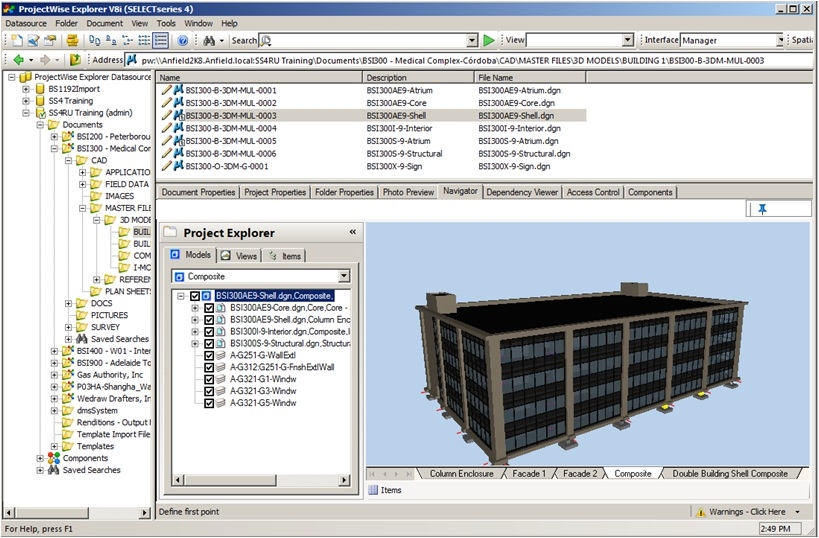 ProjectWise Explorer V8i (SELECTseries 4)
Datasource Folder Document View Tools Window Help
Search View Interface Manager Spati
Address pw:\\Anfield2K8.Anfield.local:SS4RU Training\Documents\BSI300 - Medical Complex-Córdoba\CAD\MASTER FILES\3D MODELS\BUILDING 1\BSI300-B-3DM-MUL-0003
ProjectWise Explorer Datasource
BS1192Import
SS4 Training
SS4RU Training (admin)
Documents
BSI200 - Peterborou
BSI300 - Medical Cor
CAD
APPLICATIO
FIELD DATA
IMAGES
MASTER FILE
3D MODE
BUIL
BUIL
COM
I-MO
REFEREN
PLAN SHEET:
DOCS
PICTURES
SURVEY
Saved Searches
BSI400 - W01 - Inter
BSI900 - Adelaide To
Gas Authority, Inc
P03HA-Shangha_Wa
Wedraw Drafters, In
dmsSystem
Renditions - Output I
Template Import File
Templates
Components
Saved Searches
Name Description File Name
BSI300-B-3DM-MUL-0001 BSI300AE9-Atrium BSI300AE9-Atrium.dgn
BSI300-B-3DM-MUL-0002 BSI300AE9-Core BSI300AE9-Core.dgn
BSI300-B-3DM-MUL-0003 BSI300AE9-Shell BSI300AE9-Shell.dgn
BSI300-B-3DM-MUL-0004 BSI300I-9-Interior BSI300I-9-Interior.dgn
BSI300-B-3DM-MUL-0005 BSI300S-9-Atrium BSI300S-9-Atrium.dgn
BSI300-B-3DM-MUL-0006 BSI300S-9-Structural BSI300S-9-Structural.dgn
BSI300-O-3DM-G-0001 BSI300X-9-Sign BSI300X-9-Sign.dgn
Document Properties Project Properties Folder Properties Photo Preview Navigator Dependency Viewer Access Control Components
Project Explorer «
Models Views Items
Composite
BSI300AE9-Shell.dgn,Composite,
BSI300AE9-Core.dgn,Core,Core -
BSI300AE9-Shell.dgn,Column Enc
BSI300I-9-Interior.dgn,Composite,I
BSI300S-9-Structural.dgn,Structura
A-G251-G-WallExtl
A-G312:G251-G-FnshExtlWall
A-G321-G1-Windw
A-G321-G3-Windw
A-G321-G5-Windw
Column Enclosure Facade 1 Facade 2 Composite Double Building Shell Composite
Items
Define first point Warnings - Click Here
For Help, press F1 2:49 PM